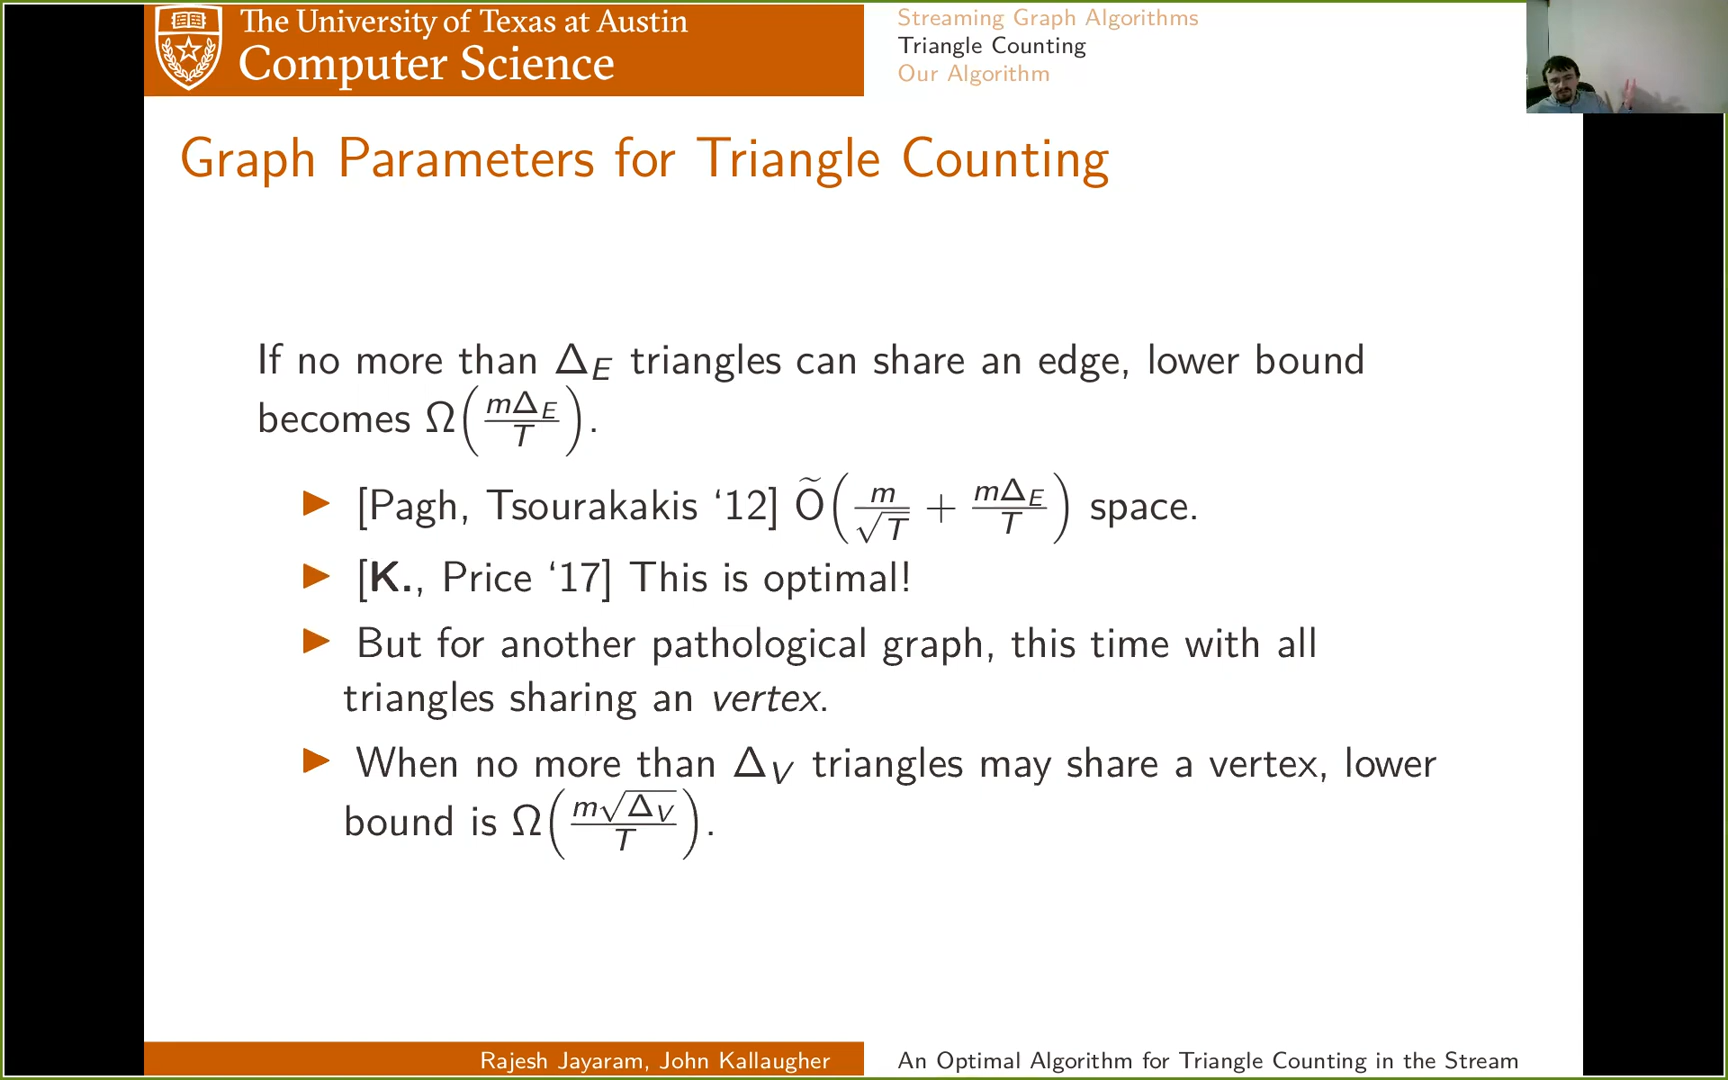 The University of Texas at Austin
Computer Science
Streaming Graph Algorithms
Triangle Counting
Our Algorithm
Graph Parameters for Triangle Counting
If no more than Δ_E triangles can share an edge, lower bound
becomes Ω(mΔ_E/T).
▶ [Pagh, Tsourakakis ‘12] Õ(m/√T + mΔ_E/T) space.
▶ [K., Price ‘17] This is optimal!
▶ But for another pathological graph, this time with all
triangles sharing an vertex.
▶ When no more than Δ_V triangles may share a vertex, lower
bound is Ω(m√Δ_V/T).
Rajesh Jayaram, John Kallaugher
An Optimal Algorithm for Triangle Counting in the Stream